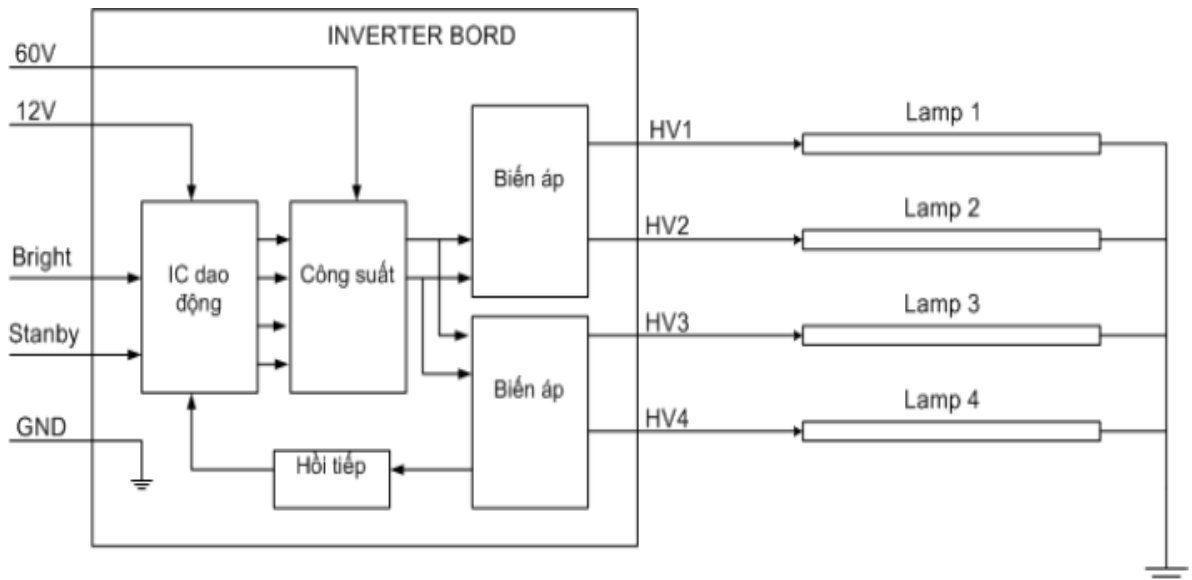 INVERTER BORD
60V
12V
Bright
Stanby
GND
IC dao
động
Công suất
Biến áp
Biến áp
Hồi tiếp
HV1
HV2
HV3
HV4
Lamp 1
Lamp 2
Lamp 3
Lamp 4